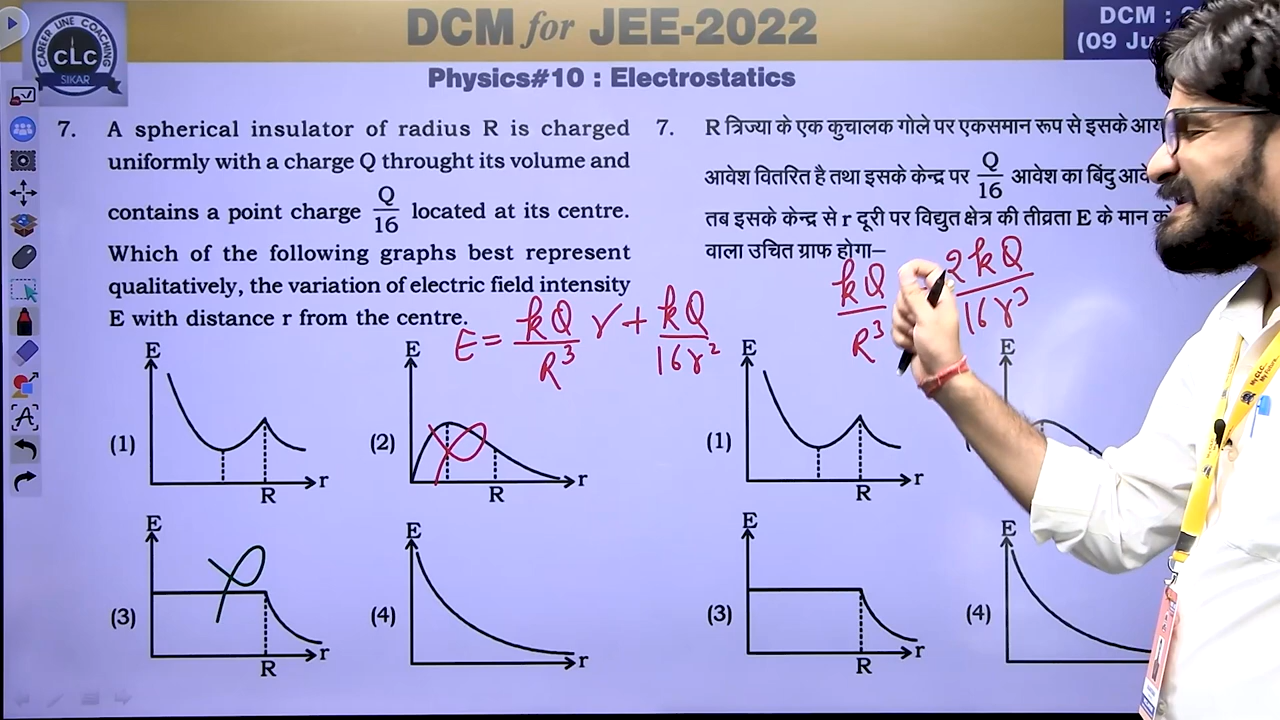 DCM for JEE-2022
DCM :
(09 Ju
CAREER LINE COACHING
CLC
SIKAR
Physics#10 : Electrostatics
7. A spherical insulator of radius R is charged
uniformly with a charge Q throught its volume and
contains a point charge Q/16 located at its centre.
Which of the following graphs best represent
qualitatively, the variation of electric field intensity
E with distance r from the centre.
E = kQ/R³ r + kQ/16r²
(1) E R r
(2) E R r
(3) E R r
(4) E r
7. R त्रिज्या के एक कुचालक गोले पर एकसमान रूप से इसके
आवेश वितरित है तथा इसके केन्द्र पर Q/16 आवेश का बिंदु
तब इसके केन्द्र से r दूरी पर विद्युत क्षेत्र की तीव्रता E के मान
वाला उचित ग्राफ होगा–
kQ/R³ 2kQ/16r³
(1) E R r
E
(3) E R r
(4) E
My CLC